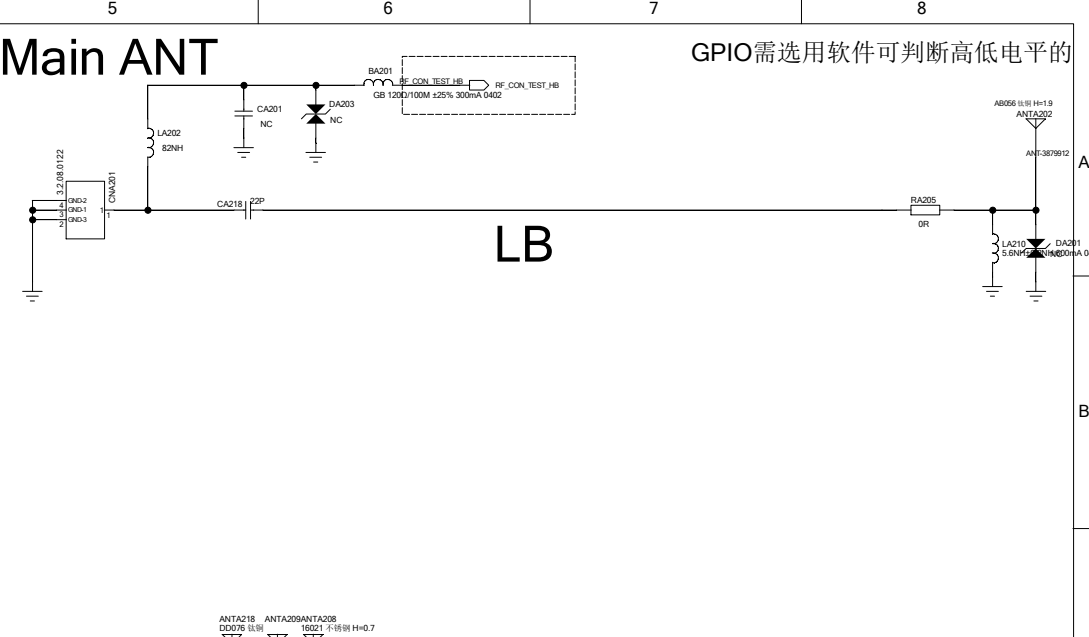 5 6 7 8
Main ANT
GPIO需选用软件可判断高低电平的
BA201
RF_CON_TEST_HB
RF_CON_TEST_HB
GB 120Ω/100M ±25% 300mA 0402
CA201
NC
DA203
NC
AB056 钛铜 H=1.9
ANTA202
ANT-3879912
A
LA202
82NH
3.2.08.0122
CNA201
GND-2
GND-1
GND-3
4
3
2
1
1
CA218
22P
RA205
0R
LB
LA210
DA201
B
ANTA218 ANTA209 ANTA208
DD076 钛铜 16021 不锈钢 H=0.7